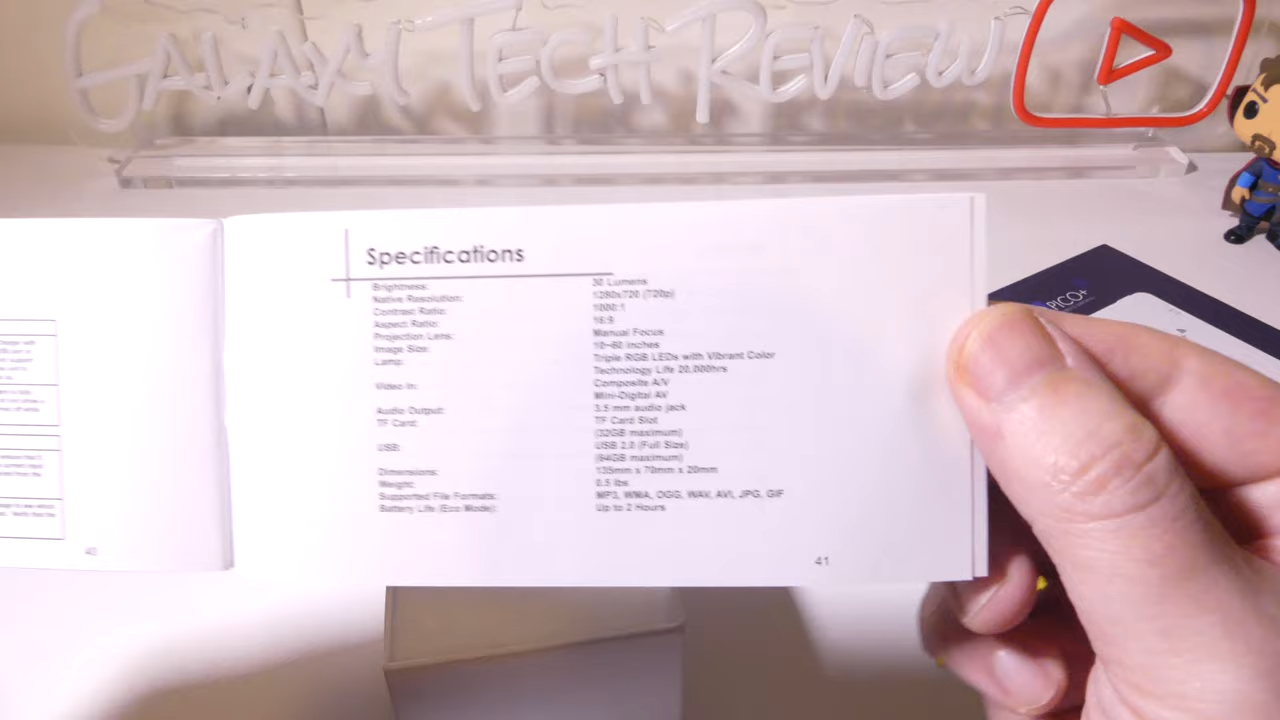 GALAXY TECH REVIEW
PICO+
Specifications
Brightness: 30 Lumens
Native Resolution: 1280x720 (720p)
Contrast Ratio: 1000:1
Aspect Ratio: 16:9
Projection Lens: Manual Focus
Image Size: 10~60 inches
Lamp: Triple RGB LEDs with Vibrant Color
Technology Life 20,000hrs
Video In: Composite A/V
Mini-Digital AV
Audio Output: 3.5 mm audio jack
TF Card: TF Card Slot
(32GB maximum)
USB: USB 2.0 (Full Size)
(64GB maximum)
Dimensions: 135mm x 70mm x 20mm
Weight: 0.5 lbs
Supported File Formats: MP3, WMA, OGG, WAV, AVI, JPG, GIF
Battery Life (Eco Mode): Up to 2 Hours
40
41